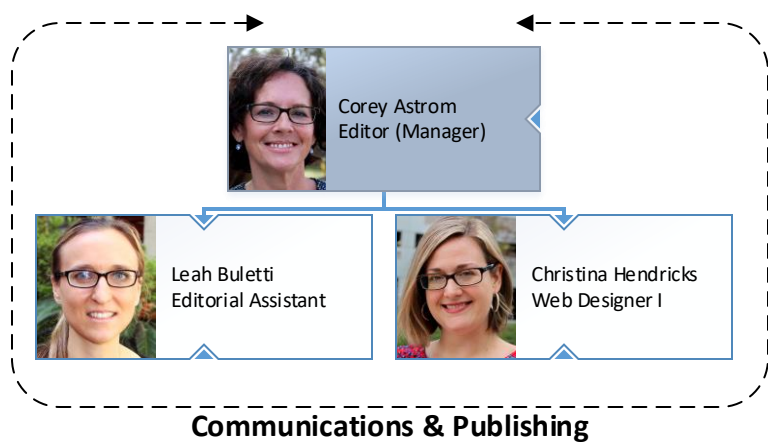 Corey Astrom
Editor (Manager)
Leah Buletti
Editorial Assistant
Christina Hendricks
Web Designer I
Communications & Publishing